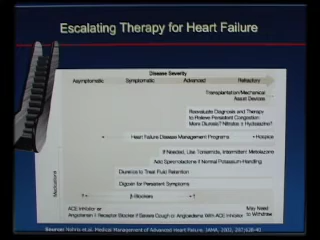 Escalating Therapy for Heart Failure
Disease Severity
Asymptomatic Symptomatic Advanced Refractory
Transplantation/Mechanical
Assist Devices
Reevaluate Diagnosis and Therapy
to Relieve Persistent Congestion
More Diuretic? Nitrates ± Hydralazine?
Heart Failure Disease Management Programs + Hospice
If Needed, Use Torsemide, Intermittent Metolazone
Add Spironolactone if Normal Potassium-Handling
Diuretics to Treat Fluid Retention
Digoxin for Persistent Symptoms
? β-Blockers ?
ACE Inhibitor or
Angiotensin II Receptor Blocker if Severe Cough or Angioedema With ACE Inhibitor
May Need
to Withdraw
Medications
Source: Nohria et al. Medical Management of Advanced Heart Failure. JAMA, 2002, 287:628-40